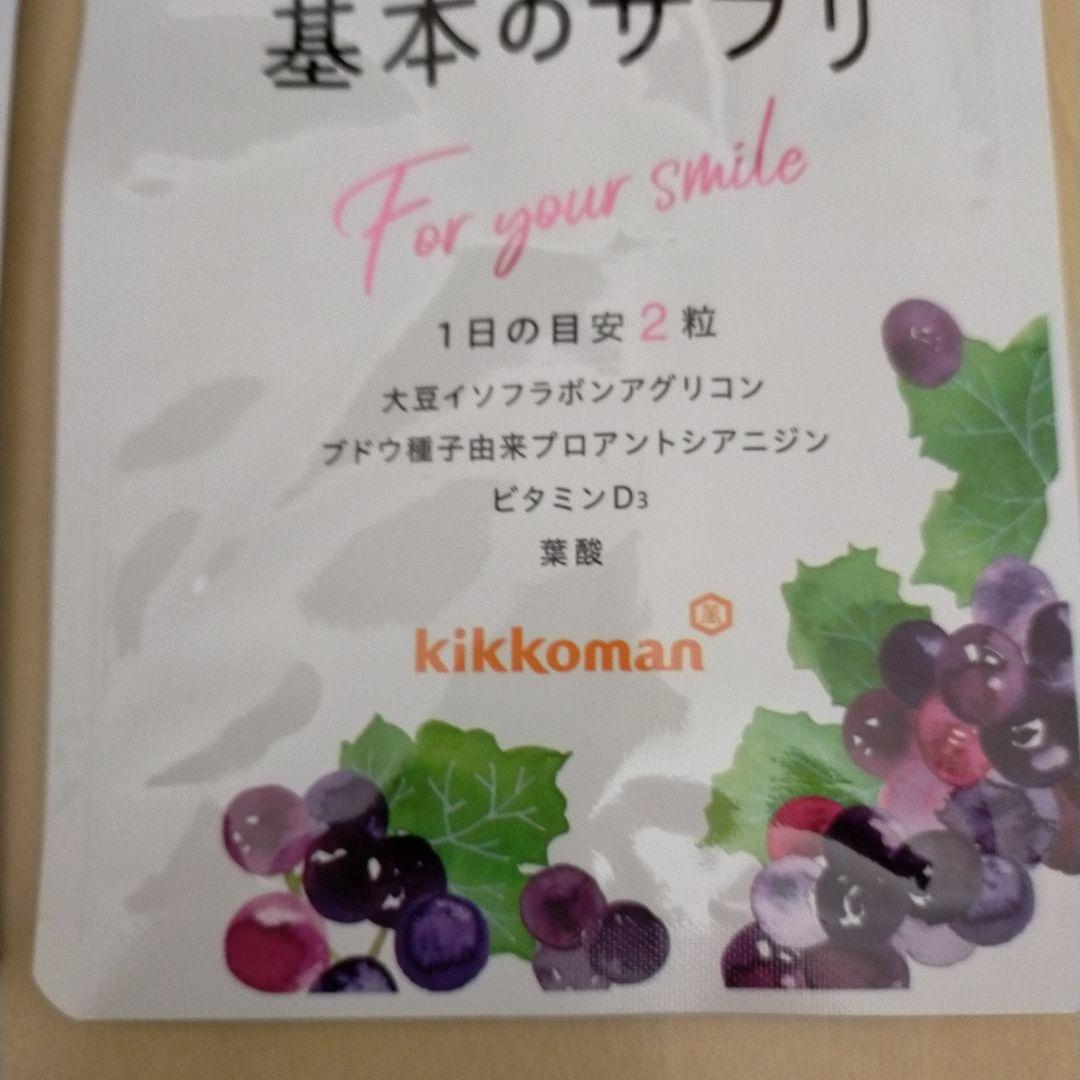 基本のサプリ
For your smile
1日の目安2粒
大豆イソフラボンアグリコン
ブドウ種子由来プロアントシアニジン
ビタミンD3
葉酸
kikkoman
萬